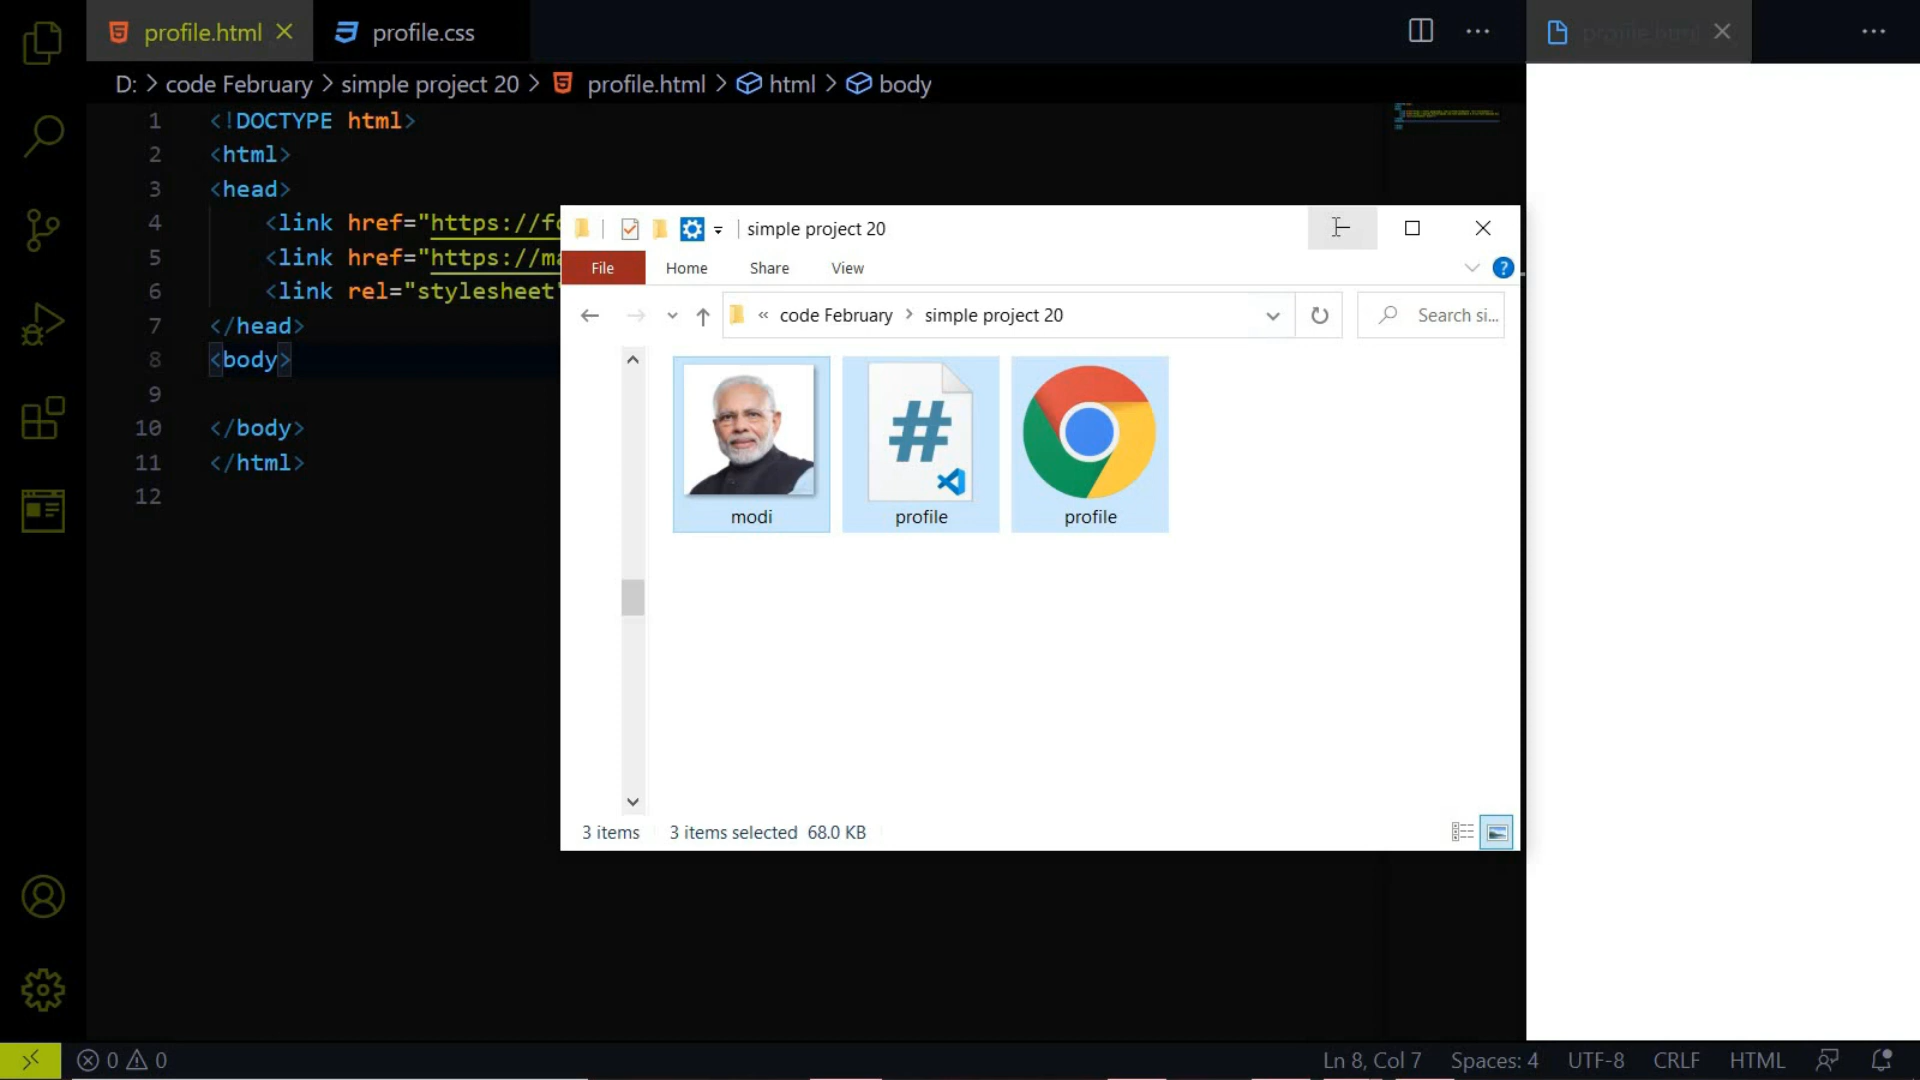 profile.html
profile.css
profile.html
D: > code February > simple project 20 > profile.html > html > body
1 <!DOCTYPE html>
2 <html>
3 <head>
4 <link href="https://fo
5 <link href="https://ma
6 <link rel="stylesheet"
7 </head>
8 <body>
9
10 </body>
11 </html>
12
simple project 20
File Home Share View
« code February > simple project 20
Search si...
modi
profile
profile
3 items 3 items selected 68.0 KB
0 0
Ln 8, Col 7 Spaces: 4 UTF-8 CRLF HTML